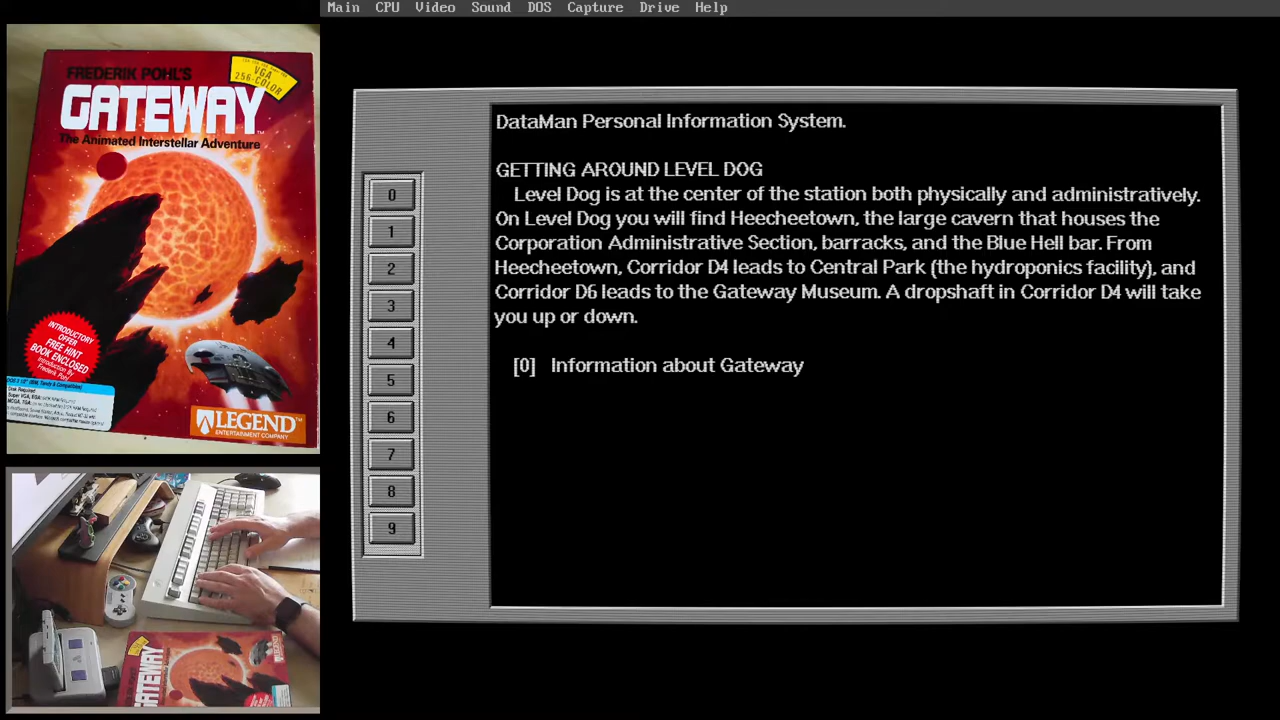 Main CPU Video Sound DOS Capture Drive Help
FREDERIK POHL'S
GATEWAY
The Animated Interstellar Adventure
VGA
256-COLOR
INTRODUCTORY
OFFER
FREE HINT
BOOK ENCLOSED
Introduction By
Frederik Pohl
LEGEND
ENTERTAINMENT COMPANY
DataMan Personal Information System.
GETTING AROUND LEVEL DOG
Level Dog is at the center of the station both physically and administratively.
On Level Dog you will find Heecheetown, the large cavern that houses the
Corporation Administrative Section, barracks, and the Blue Hell bar. From
Heecheetown, Corridor D4 leads to Central Park (the hydroponics facility), and
Corridor D6 leads to the Gateway Museum. A dropshaft in Corridor D4 will take
you up or down.
[0] Information about Gateway
0
1
2
3
4
5
6
7
8
9
GATEWAY